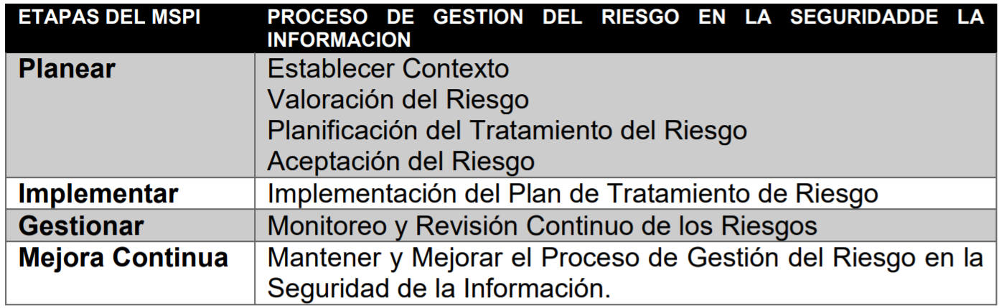 ETAPAS DEL MSPI
PROCESO DE GESTION DEL RIESGO EN LA SEGURIDADDE LA
INFORMACION
Planear
Establecer Contexto
Valoración del Riesgo
Planificación del Tratamiento del Riesgo
Aceptación del Riesgo
Implementar
Implementación del Plan de Tratamiento de Riesgo
Gestionar
Monitoreo y Revisión Continuo de los Riesgos
Mejora Continua
Mantener y Mejorar el Proceso de Gestión del Riesgo en la
Seguridad de la Información.